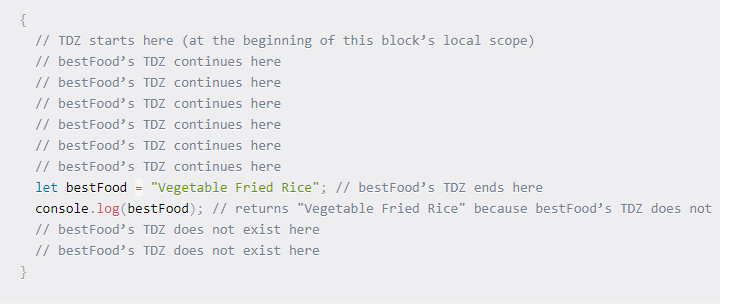 {
// TDZ starts here (at the beginning of this block’s local scope)
// bestFood’s TDZ continues here
// bestFood’s TDZ continues here
// bestFood’s TDZ continues here
// bestFood’s TDZ continues here
// bestFood’s TDZ continues here
// bestFood’s TDZ continues here
let bestFood = "Vegetable Fried Rice"; // bestFood’s TDZ ends here
console.log(bestFood); // returns "Vegetable Fried Rice" because bestFood’s TDZ does not
// bestFood’s TDZ does not exist here
// bestFood’s TDZ does not exist here
}